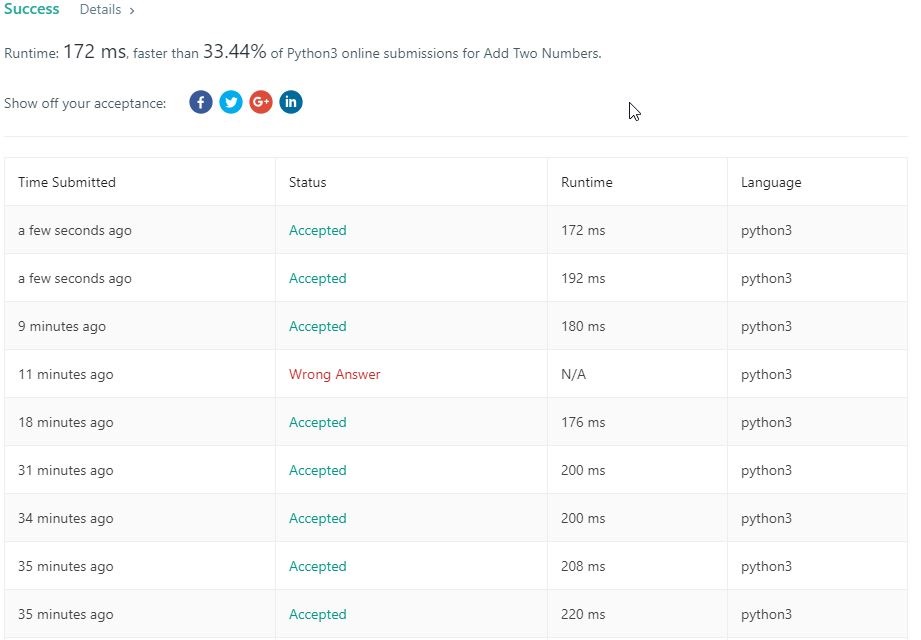 Success Details >
Runtime: 172 ms, faster than 33.44% of Python3 online submissions for Add Two Numbers.
Show off your acceptance: f G+ in
Time Submitted Status Runtime Language
a few seconds ago Accepted 172 ms python3
a few seconds ago Accepted 192 ms python3
9 minutes ago Accepted 180 ms python3
11 minutes ago Wrong Answer N/A python3
18 minutes ago Accepted 176 ms python3
31 minutes ago Accepted 200 ms python3
34 minutes ago Accepted 200 ms python3
35 minutes ago Accepted 208 ms python3
35 minutes ago Accepted 220 ms python3